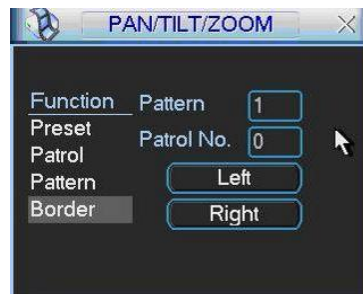 PAN/TILT/ZOOM
Function
Preset
Patrol
Pattern
Border
Pattern 1
Patrol No. 0
Left
Right